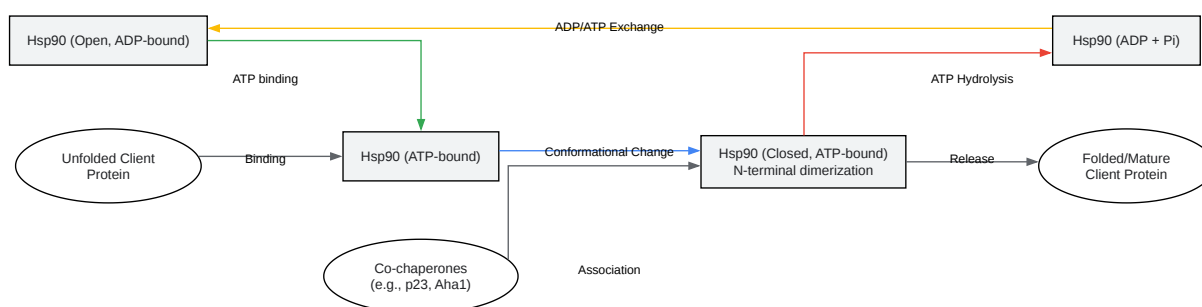 ADP/ATP Exchange
Hsp90 (Open, ADP-bound)
Hsp90 (ADP + Pi)
ATP binding
ATP Hydrolysis
Unfolded Client
Protein
Binding
Hsp90 (ATP-bound)
Conformational Change
Hsp90 (Closed, ATP-bound)
N-terminal dimerization
Release
Folded/Mature
Client Protein
Co-chaperones
(e.g., p23, Aha1)
Association